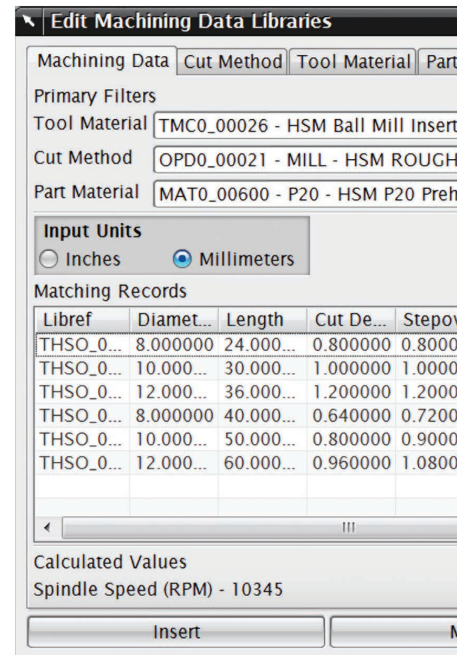 Edit Machining Data Libraries
Machining Data Cut Method Tool Material Part
Primary Filters
Tool Material TMC0_00026 - HSM Ball Mill Insert
Cut Method OPD0_00021 - MILL - HSM ROUGH
Part Material MAT0_00600 - P20 - HSM P20 Preh
Input Units
Inches Millimeters
Matching Records
Libref Diamet... Length Cut De... Stepov
THSO_0... 8.000000 24.000... 0.800000 0.8000
THSO_0... 10.000... 30.000... 1.000000 1.0000
THSO_0... 12.000... 36.000... 1.200000 1.2000
THSO_0... 8.000000 40.000... 0.640000 0.7200
THSO_0... 10.000... 50.000... 0.800000 0.9000
THSO_0... 12.000... 60.000... 0.960000 1.0800
Calculated Values
Spindle Speed (RPM) - 10345
Insert